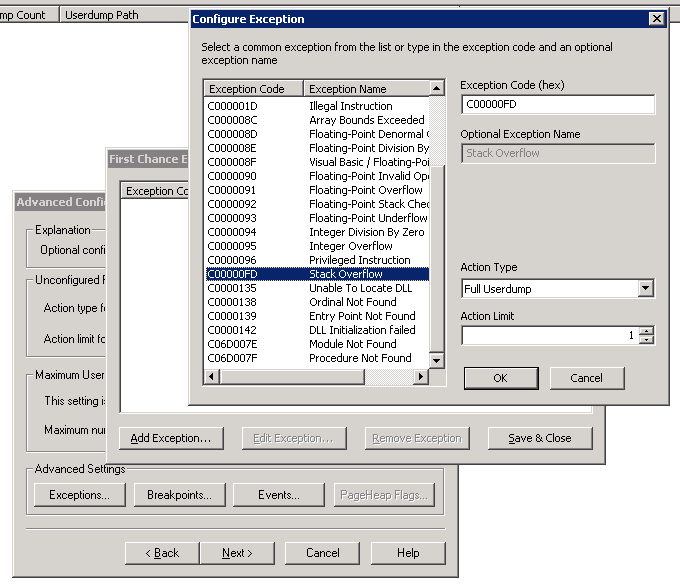 mp Count
Userdump Path
Configure Exception
Select a common exception from the list or type in the exception code and an optional
exception name
Exception Code
Exception Name
C000001D Illegal Instruction
C000008C Array Bounds Exceeded
C000008D Floating-Point Denormal
C000008E Floating-Point Division By
C000008F Visual Basic / Floating-Poi
C0000090 Floating-Point Invalid Ope
C0000091 Floating-Point Overflow
C0000092 Floating-Point Stack Chec
C0000093 Floating-Point Underflow
C0000094 Integer Division By Zero
C0000095 Integer Overflow
C0000096 Privileged Instruction
C00000FD Stack Overflow
C0000135 Unable To Locate DLL
C0000138 Ordinal Not Found
C0000139 Entry Point Not Found
C0000142 DLL Initialization failed
C06D007E Module Not Found
C06D007F Procedure Not Found
Exception Code (hex)
C00000FD
Optional Exception Name
Stack Overflow
Action Type
Full Userdump
Action Limit
1
OK
Cancel
First Chance E
Exception Co
Add Exception...
Edit Exception...
Remove Exception
Save & Close
Advanced Config
Explanation
Optional confi
Unconfigured F
Action type fo
Action limit fo
Maximum User
This setting is
Maximum nur
Advanced Settings
Exceptions...
Breakpoints...
Events...
PageHeap Flags...
< Back
Next >
Cancel
Help